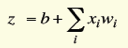 z = b + ∑ xᵢwᵢ
i